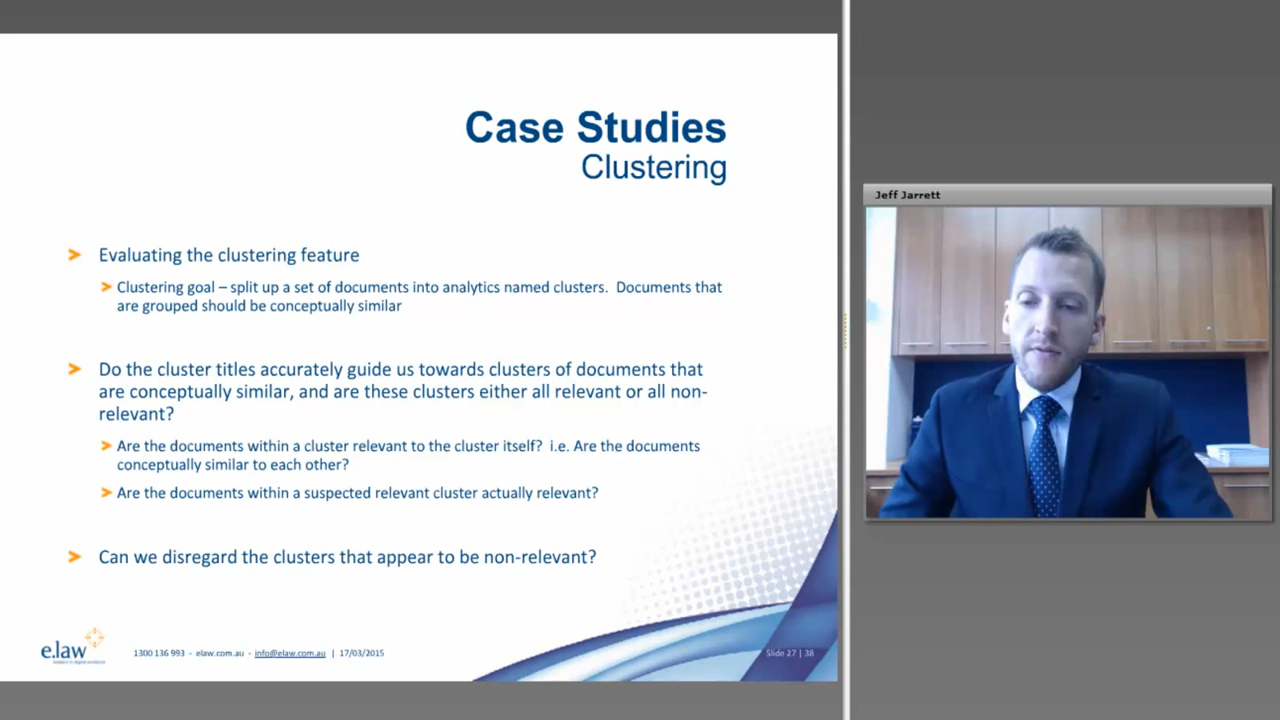 Case Studies
Clustering
Evaluating the clustering feature
Clustering goal – split up a set of documents into analytics named clusters.  Documents that
are grouped should be conceptually similar
Do the cluster titles accurately guide us towards clusters of documents that
are conceptually similar, and are these clusters either all relevant or all non-
relevant?
Are the documents within a cluster relevant to the cluster itself?  i.e. Are the documents
conceptually similar to each other?
Are the documents within a suspected relevant cluster actually relevant?
Can we disregard the clusters that appear to be non-relevant?
e.law
leaders in digital evidence
1300 136 993 - elaw.com.au - info@elaw.com.au | 17/03/2015
Slide 27 | 38
Jeff Jarrett